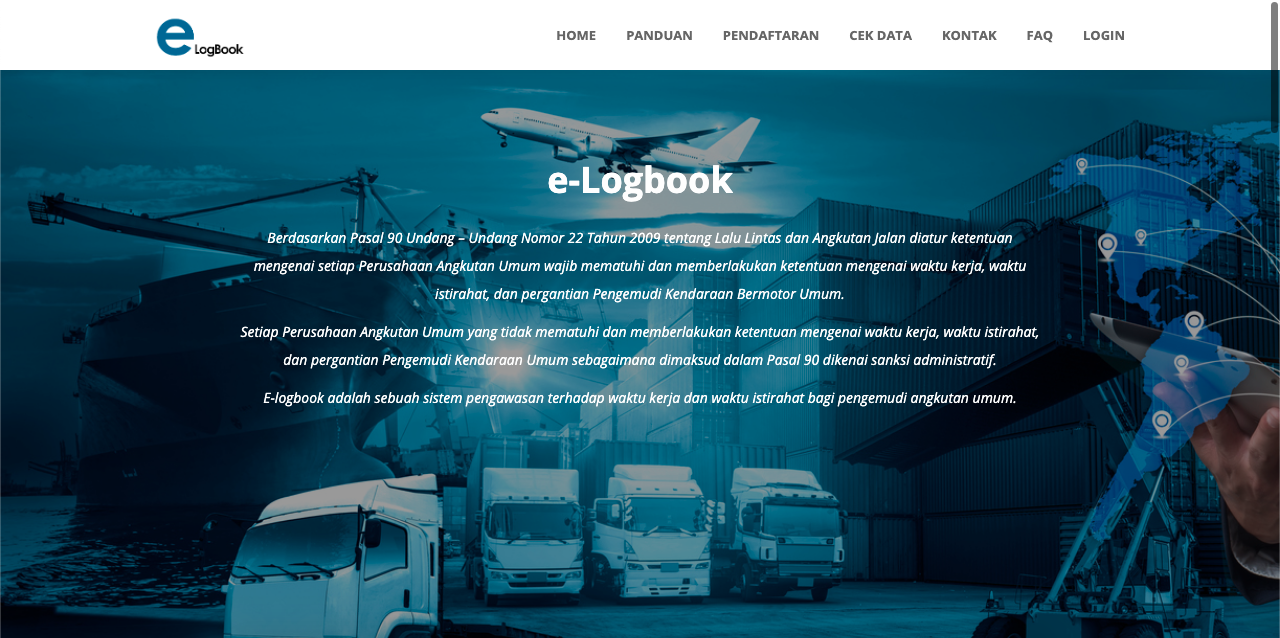 e LogBook
HOME PANDUAN PENDAFTARAN CEK DATA KONTAK FAQ LOGIN
e-Logbook
Berdasarkan Pasal 90 Undang – Undang Nomor 22 Tahun 2009 tentang Lalu Lintas dan Angkutan Jalan diatur ketentuan
mengenai setiap Perusahaan Angkutan Umum wajib mematuhi dan memberlakukan ketentuan mengenai waktu kerja, waktu
istirahat, dan pergantian Pengemudi Kendaraan Bermotor Umum.
Setiap Perusahaan Angkutan Umum yang tidak mematuhi dan memberlakukan ketentuan mengenai waktu kerja, waktu istirahat,
dan pergantian Pengemudi Kendaraan Umum sebagaimana dimaksud dalam Pasal 90 dikenai sanksi administratif.
E-logbook adalah sebuah sistem pengawasan terhadap waktu kerja dan waktu istirahat bagi pengemudi angkutan umum.